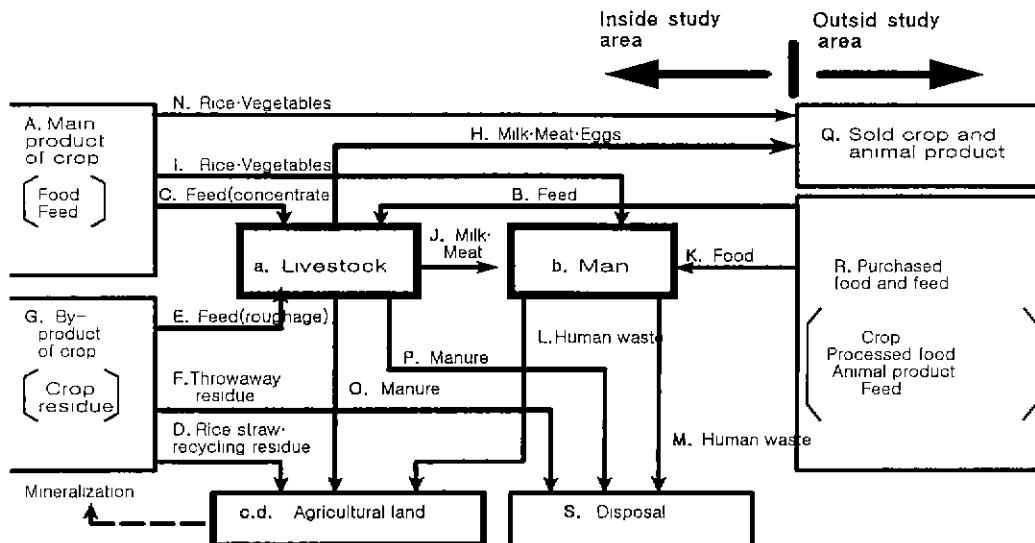 Inside study
area
Outsid study
area
N. Rice·Vegetables
A. Main
product
of crop
Food
Feed
H. Milk·Meat·Eggs
Q. Sold crop and
animal product
I. Rice·Vegetables
C. Feed(concentrate
B. Feed
a. Livestock
J. Milk·
Meat
b. Man
K. Food
R. Purchased
food and feed
Crop
Processed food
Animal product
Feed
G. By-
product
of crop
Crop
residue
E. Feed(roughage)
L. Human waste
P. Manure
F. Throwaway
residue
O. Manure
D. Rice straw·
recycling residue
M. Human waste
Mineralization
c.d. Agricultural land
S. Disposal